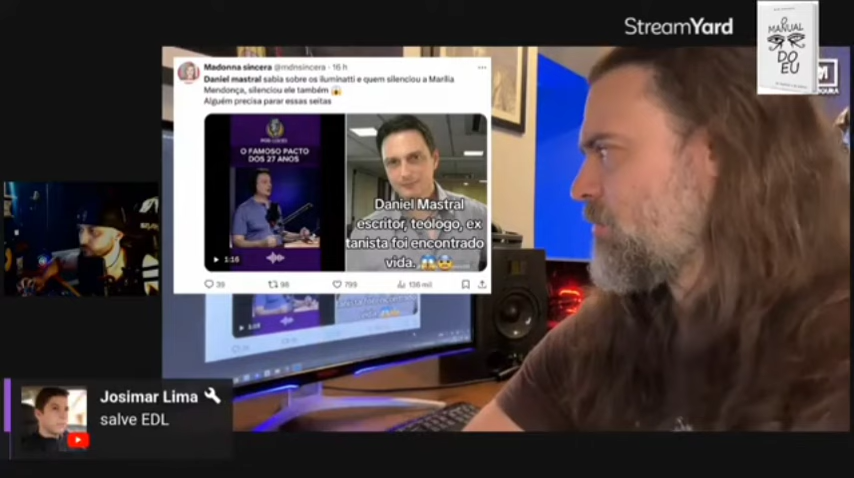 StreamYard
O
MANUAL
DO
EU
Madonna sincera @mdnsincera · 16 h
Daniel mastral sabia sobre os iluminatti e quem silenciou a Marília
Mendonça, silenciou ele também
Alguém precisa parar essas seitas
O FAMOSO PACTO
DOS 27 ANOS
Daniel Mastral
escritor, teólogo, ex
tanista foi encontrado
vida.
1:16
39
98
799
136 mil
Josimar Lima
salve EDL